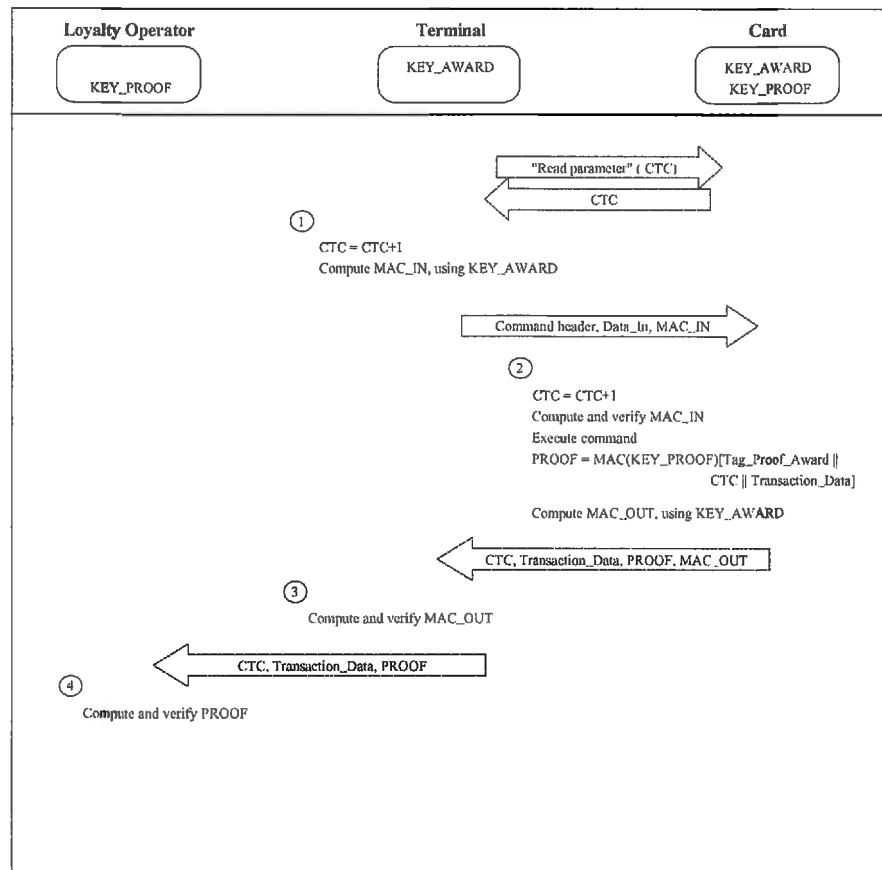 Loyalty Operator Terminal Card
KEY_PROOF
KEY_AWARD
KEY_AWARD
KEY_PROOF
"Read parameter" ( CTC)
CTC
1
CTC = CTC+1
Compute MAC_IN, using KEY_AWARD
Command header, Data_In, MAC_IN
2
CTC = CTC+1
Compute and verify MAC_IN
Execute command
PROOF = MAC(KEY_PROOF)[Tag_Proof_Award ||
CTC || Transaction_Data]
Compute MAC_OUT, using KEY_AWARD
CTC, Transaction_Data, PROOF, MAC_OUT
3
Compute and verify MAC_OUT
CTC, Transaction_Data, PROOF
4
Compute and verify PROOF